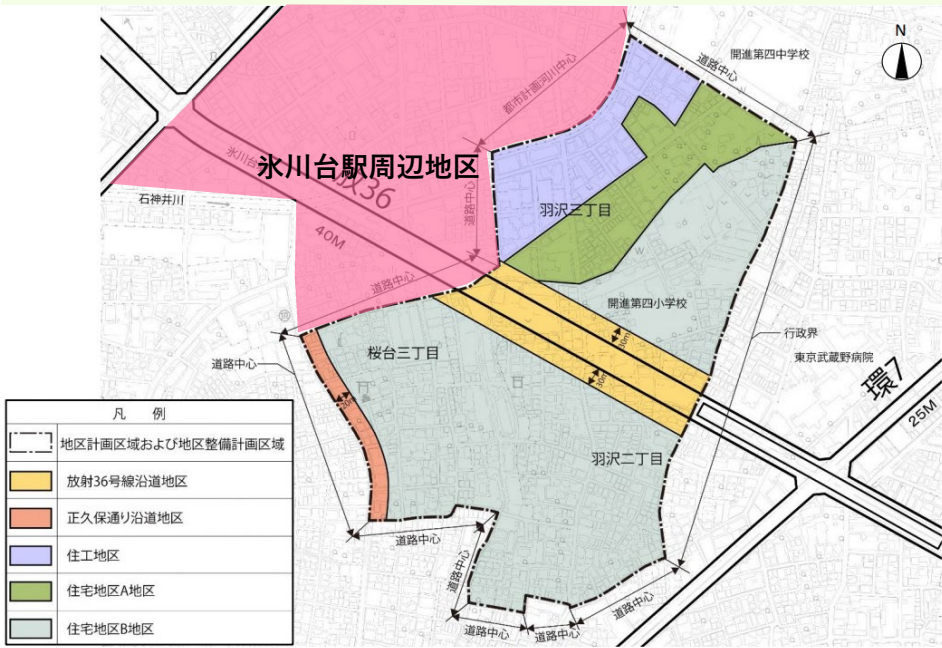 N
開進第四中学校
道路中心
都市計画河川中心
氷川台駅周辺地区
氷川台
放36
石神井川
40M
道路中心
羽沢三丁目
道路中心
開進第四小学校
30m
30m
行政界
東京武蔵野病院
環7
25M
桜台三丁目
道路中心
20m
羽沢二丁目
道路中心
道路中心
道路中心
道路中心
道路中心
凡 例
地区計画区域および地区整備計画区域
放射36号線沿道地区
正久保通り沿道地区
住工地区
住宅地区A地区
住宅地区B地区